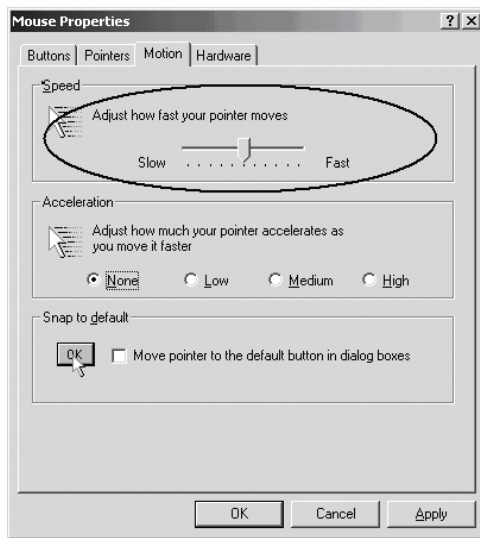 Mouse Properties
Buttons Pointers Motion Hardware
Speed
Adjust how fast your pointer moves
Slow Fast
Acceleration
Adjust how much your pointer accelerates as
you move it faster
None Low Medium High
Snap to default
OK Move pointer to the default button in dialog boxes
OK Cancel Apply